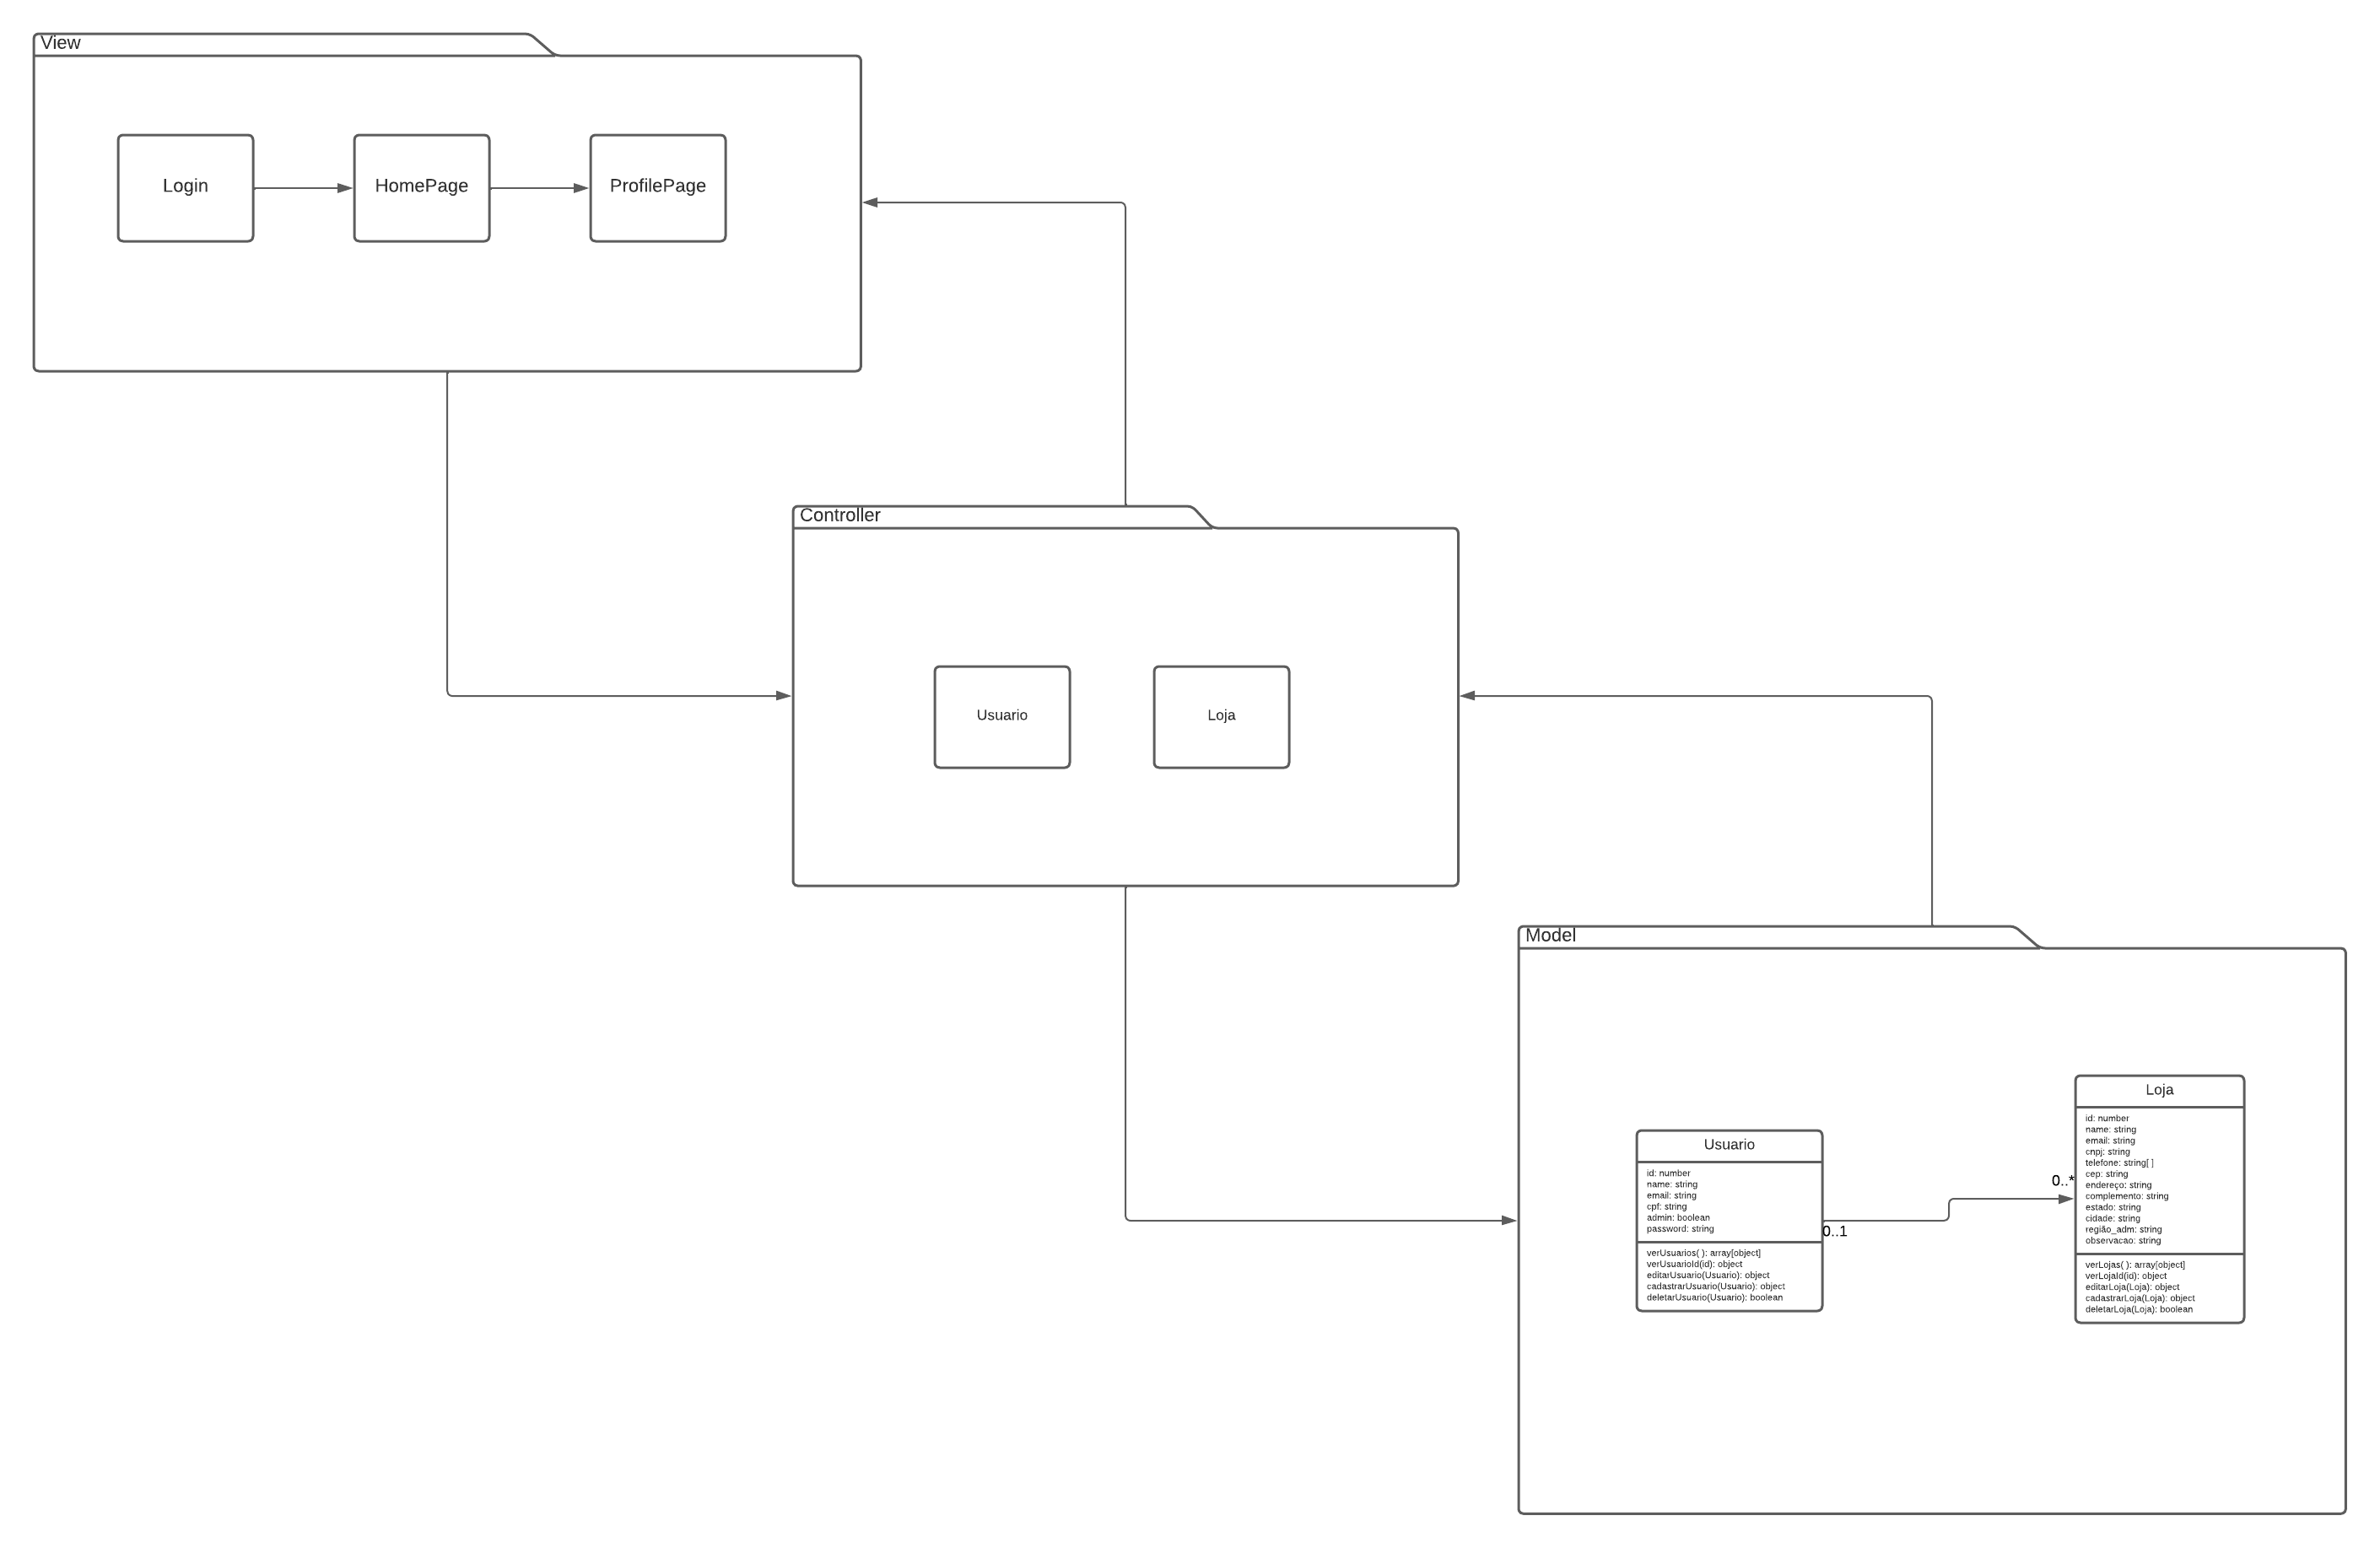 View
Login
HomePage
ProfilePage
Controller
Usuario
Loja
Model
Usuario
id: number
name: string
email: string
cpf: string
admin: boolean
password: string
verUsuarios( ): array[object]
verUsuarioId(id): object
editarUsuario(Usuario): object
cadastrarUsuario(Usuario): object
deletarUsuario(Usuario): boolean
0..1
0..*
Loja
id: number
name: string
email: string
cnpj: string
telefone: string[ ]
cep: string
endereço: string
complemento: string
estado: string
cidade: string
região_adm: string
observacao: string
verLojas( ): array[object]
verLojaId(id): object
editarLoja(Loja): object
cadastrarLoja(Loja): object
deletarLoja(Loja): boolean